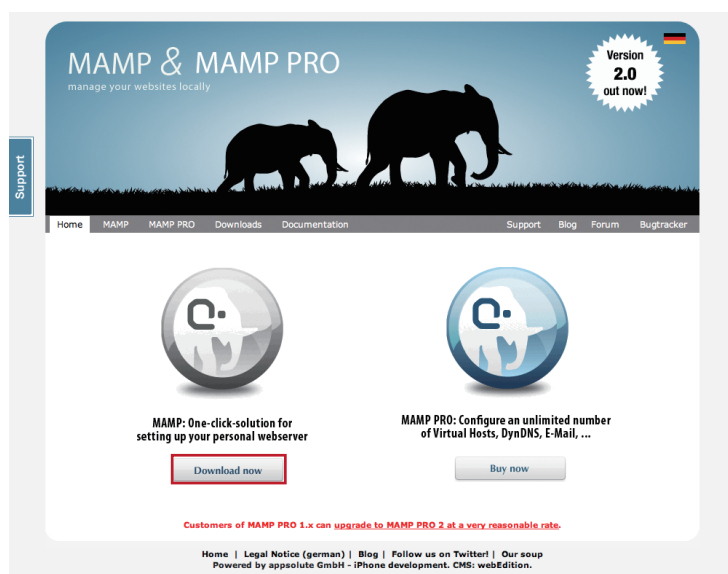 MAMP & MAMP PRO
manage your websites locally
Version
2.0
out now!
Support
Home MAMP MAMP PRO Downloads Documentation Support Blog Forum Bugtracker
MAMP: One-click-solution for
setting up your personal webserver
Download now
MAMP PRO: Configure an unlimited number
of Virtual Hosts, DynDNS, E-Mail, ...
Buy now
Customers of MAMP PRO 1.x can upgrade to MAMP PRO 2 at a very reasonable rate.
Home | Legal Notice (german) | Blog | Follow us on Twitter! | Our soup
Powered by appsolute GmbH - iPhone development. CMS: webEdition.